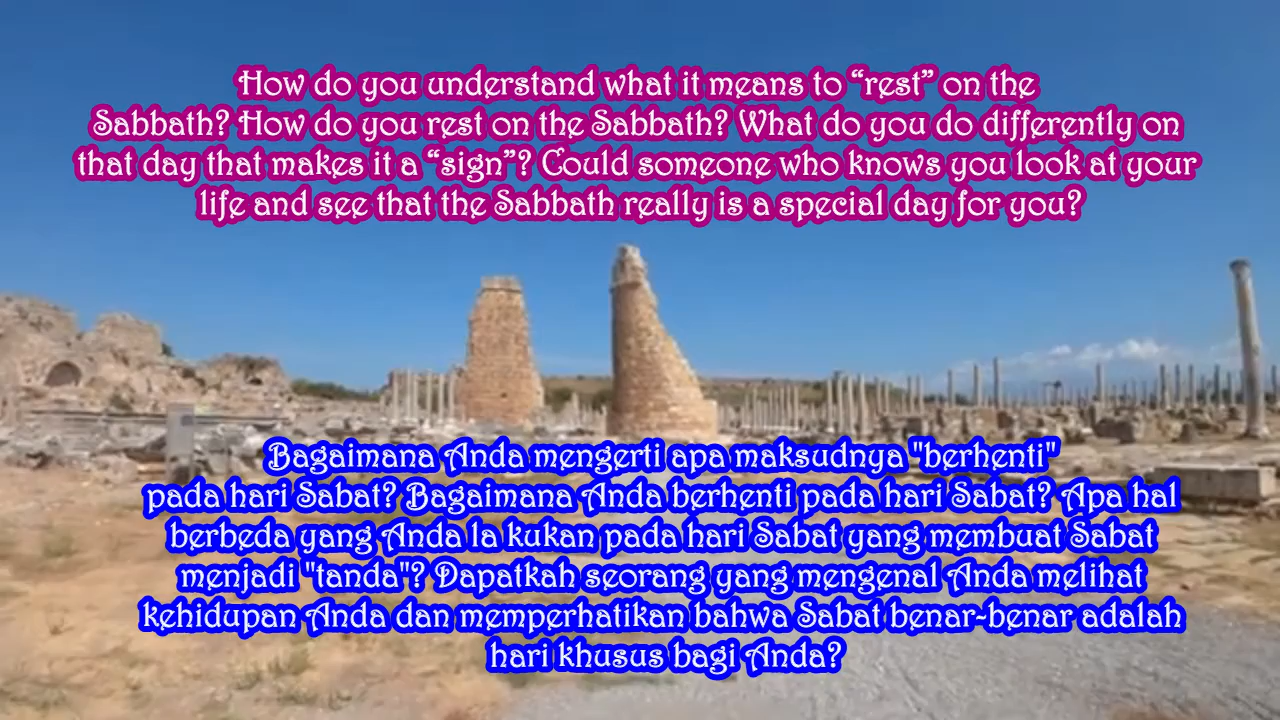 How do you understand what it means to “rest” on the
Sabbath? How do you rest on the Sabbath? What do you do differently on
that day that makes it a “sign”? Could someone who knows you look at your
life and see that the Sabbath really is a special day for you?
Bagaimana Anda mengerti apa maksudnya "berhenti"
pada hari Sabat? Bagaimana Anda berhenti pada hari Sabat? Apa hal
berbeda yang Anda la kukan pada hari Sabat yang membuat Sabat
menjadi "tanda"? Dapatkah seorang yang mengenal Anda melihat
kehidupan Anda dan memperhatikan bahwa Sabat benar-benar adalah
hari khusus bagi Anda?